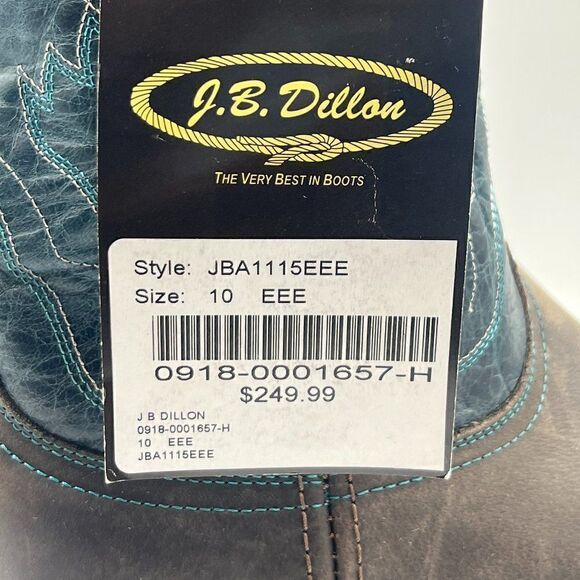 J.B. Dillon
THE VERY BEST IN BOOTS
Style: JBA1115EEE
Size: 10 EEE
0918-0001657-H
$249.99
J B DILLON
0918-0001657-H
10 EEE
JBA1115EEE